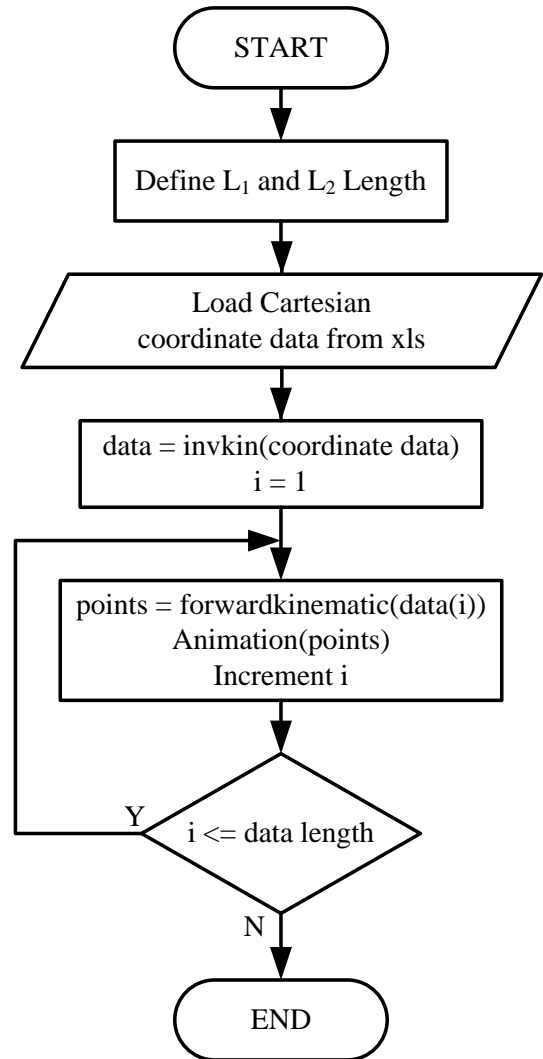 START
Define L₁ and L₂ Length
Load Cartesian
coordinate data from xls
data = invkin(coordinate data)
i = 1
points = forwardkinematic(data(i))
Animation(points)
Increment i
Y
i <= data length
N
END